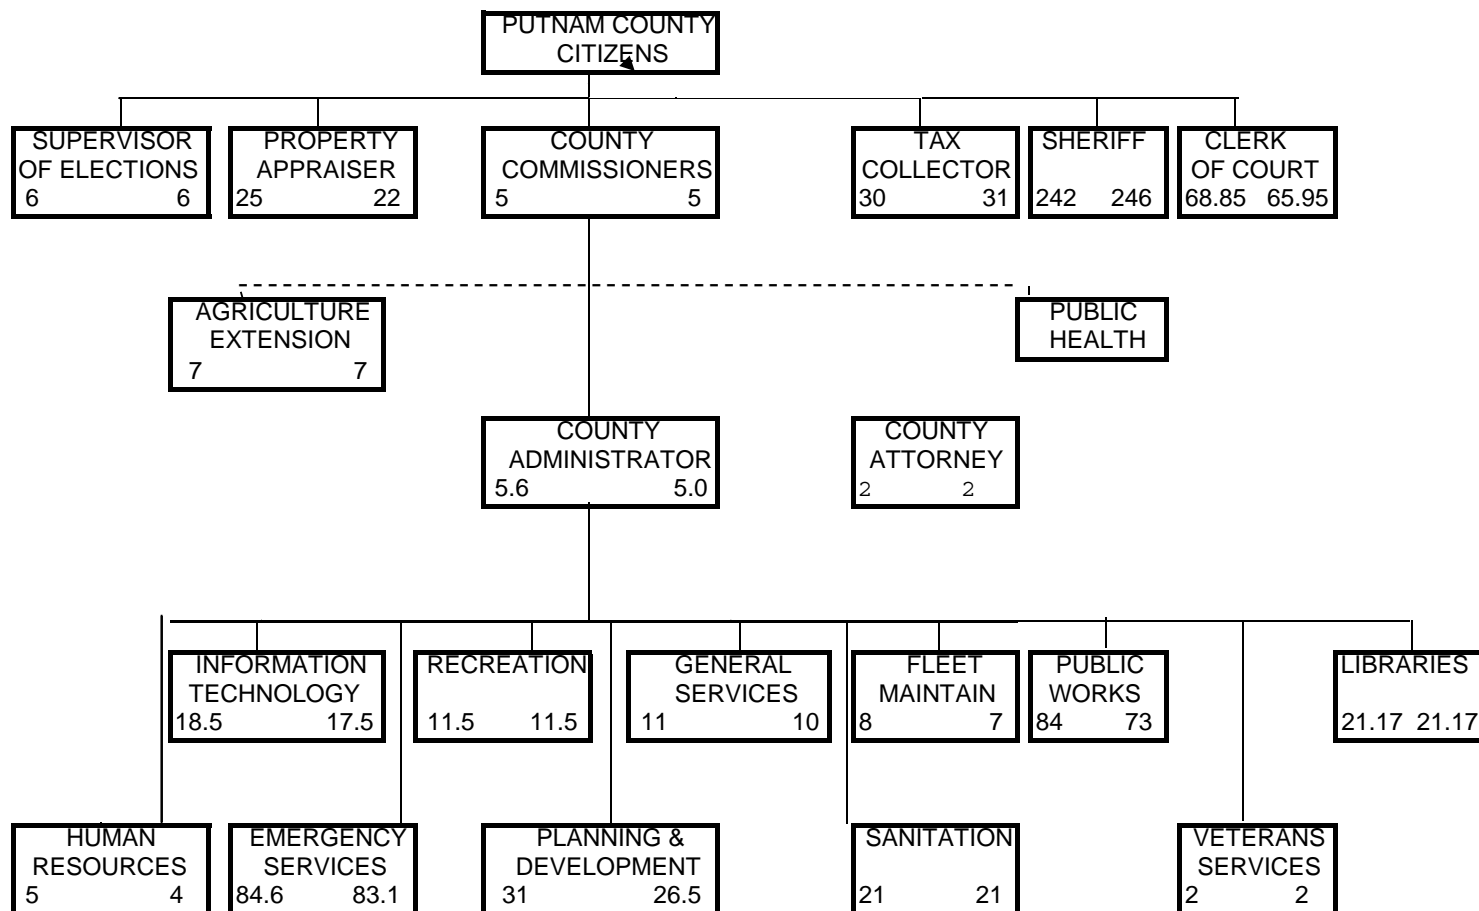 PUTNAM COUNTY
CITIZENS
SUPERVISOR
OF ELECTIONS
6 6
PROPERTY
APPRAISER
25 22
COUNTY
COMMISSIONERS
5 5
TAX
COLLECTOR
30 31
SHERIFF
242 246
CLERK
OF COURT
68.85 65.95
AGRICULTURE
EXTENSION
7 7
PUBLIC
HEALTH
COUNTY
ADMINISTRATOR
5.6 5.0
COUNTY
ATTORNEY
2 2
INFORMATION
TECHNOLOGY
18.5 17.5
RECREATION
11.5 11.5
GENERAL
SERVICES
11 10
FLEET
MAINTAIN
8 7
PUBLIC
WORKS
84 73
LIBRARIES
21.17 21.17
HUMAN
RESOURCES
5 4
EMERGENCY
SERVICES
84.6 83.1
PLANNING &
DEVELOPMENT
31 26.5
SANITATION
21 21
VETERANS
SERVICES
2 2